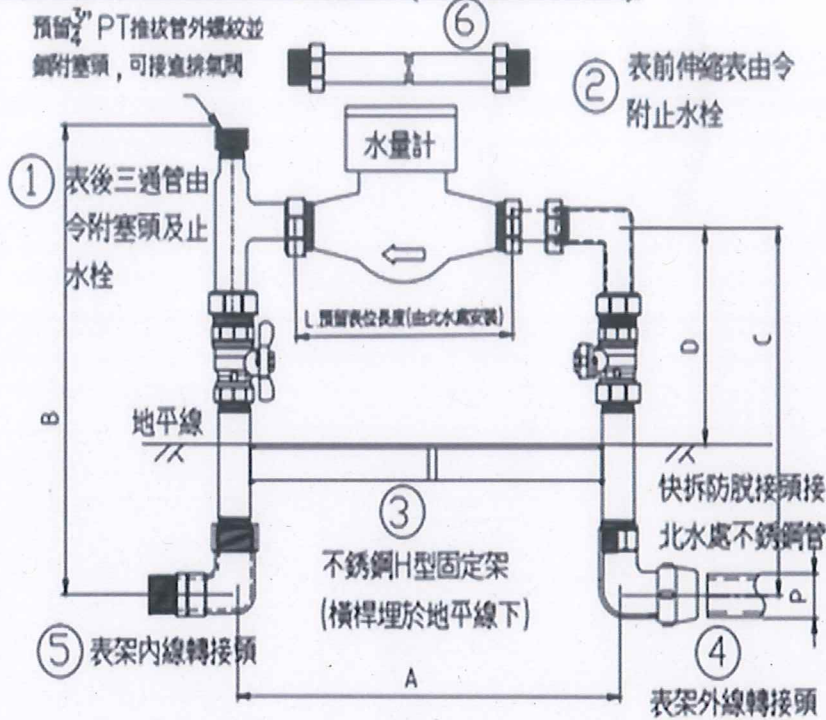 預留3/4" PT推拔管外螺紋並
銅附塞頭，可接進排氣閥
⑥
② 表前伸縮表由令
附止水栓
水量計
① 表後三通管由
令附塞頭及止
水栓
L 預留表位長度(由北水處安裝)
D
C
B
地平線
③
不銹鋼H型固定架
(橫桿埋於地平線下)
快拆防脫接頭接
北水處不銹鋼管
P
⑤ 表架內線轉接頭
④
表架外線轉接頭
A